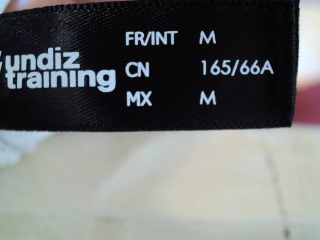 undiz
training
FR/INT M
CN 165/66A
MX M